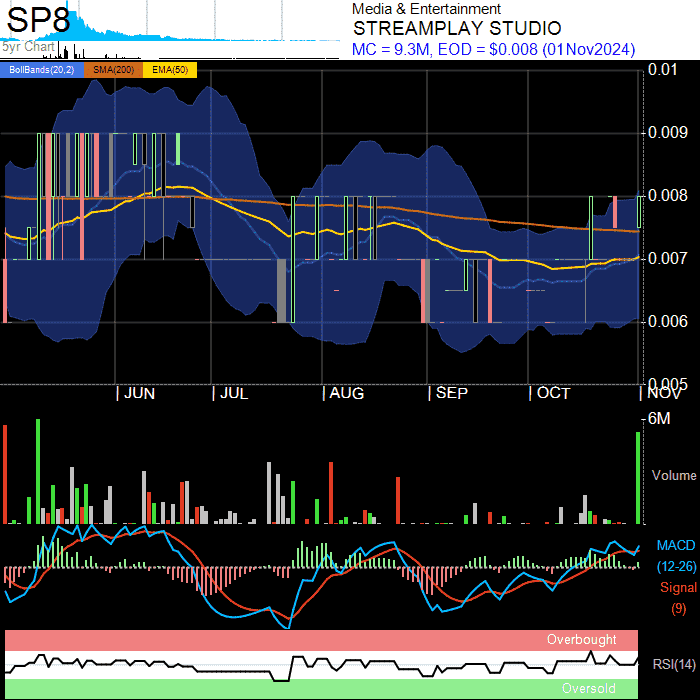 SP8
5yr Chart
Media & Entertainment
STREAMPLAY STUDIO
MC = 9.3M, EOD = $0.008 (01Nov2024)
BollBands(20,2) SMA(200) EMA(50)
0.01
0.009
0.008
0.007
0.006
0.005
JUN JUL AUG SEP OCT NOV
6M
Volume
MACD
(12-26)
Signal
(9)
Overbought
RSI(14)
Oversold